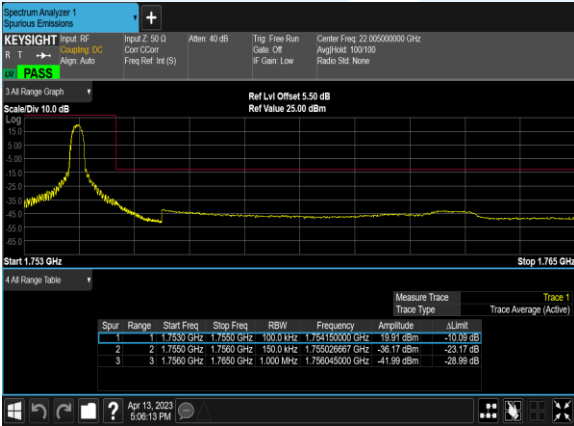 Spectrum Analyzer 1
Spurious Emissions
+
KEYSIGHT Input: RF Input Z: 50 Ω Atten: 40 dB Trig: Free Run Center Freq: 22.005000000 GHz
R T Coupling: DC Corr CCorr Gate: Off Avg|Hold: 100/100
Align: Auto Freq Ref: Int (S) IF Gain: Low Radio Std: None
PASS
3 All Range Graph
Ref Lvl Offset 5.50 dB
Scale/Div 10.0 dB Ref Value 25.00 dBm
Log
15.0
5.00
-5.00
-15.0
-25.0
-35.0
-45.0
-55.0
-65.0
Start 1.753 GHz Stop 1.765 GHz
4 All Range Table
Measure Trace Trace 1
Trace Type Trace Average (Active)
Spur Range Start Freq Stop Freq RBW Frequency Amplitude ΔLimit
1 1 1.7530 GHz 1.7550 GHz 100.0 kHz 1.754150000 GHz 19.91 dBm -10.09 dB
2 2 1.7550 GHz 1.7560 GHz 150.0 kHz 1.755026667 GHz -36.17 dBm -23.17 dB
3 3 1.7560 GHz 1.7650 GHz 1.000 MHz 1.756045000 GHz -41.99 dBm -28.99 dB
? Apr 13, 2023
5:06:13 PM